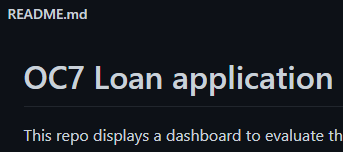 README.md
OC7 Loan application
This repo displays a dashboard to evaluate th